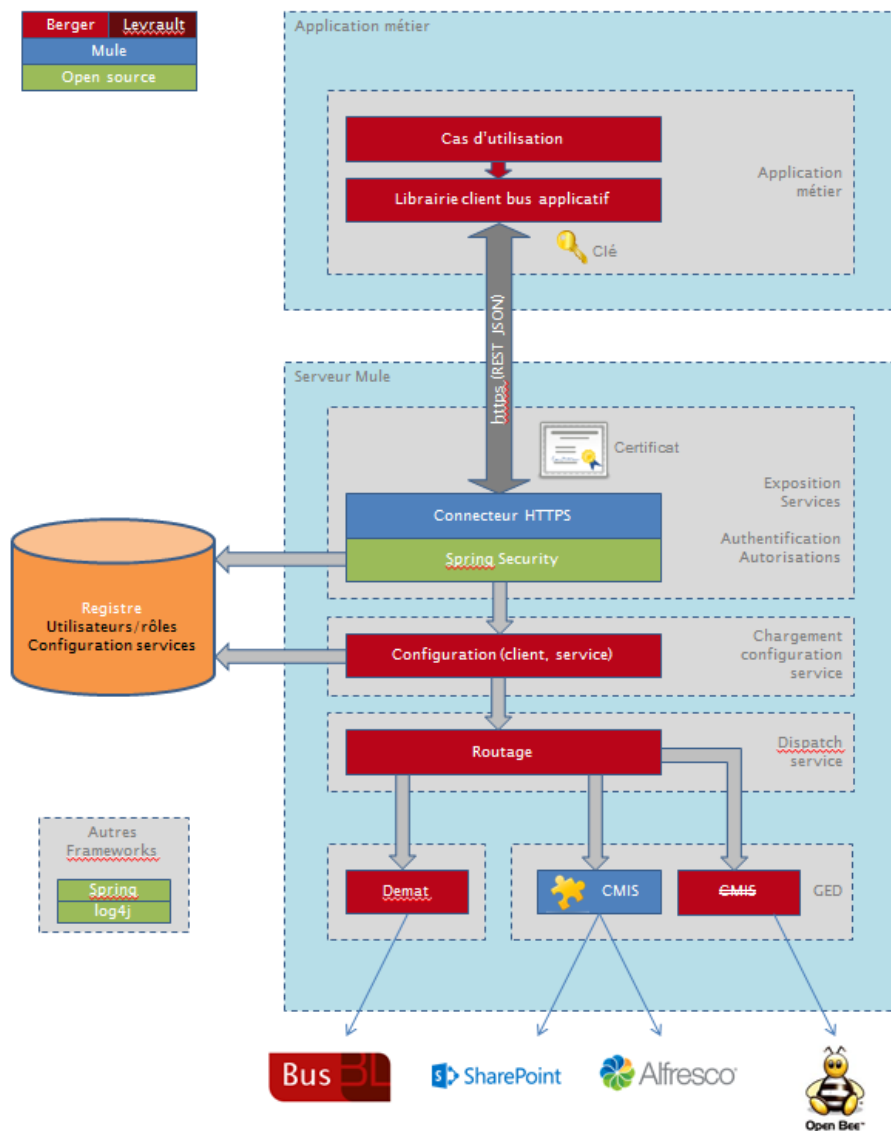 Berger Levrault
Mule
Open source
Application métier
Cas d'utilisation
Librairie client bus applicatif
Application
métier
Clé
https (REST JSON)
Serveur Mule
Certificat
Exposition
Services
Connecteur HTTPS
Authentification
Autorisations
Spring Security
Registre
Utilisateurs/rôles
Configuration services
Configuration (client, service)
Chargement
configuration
service
Routage
Dispatch
service
Autres
Frameworks
Spring
log4j
Demat
CMIS
CMIS
GED
Bus BL
SharePoint
Alfresco
Open Bee™